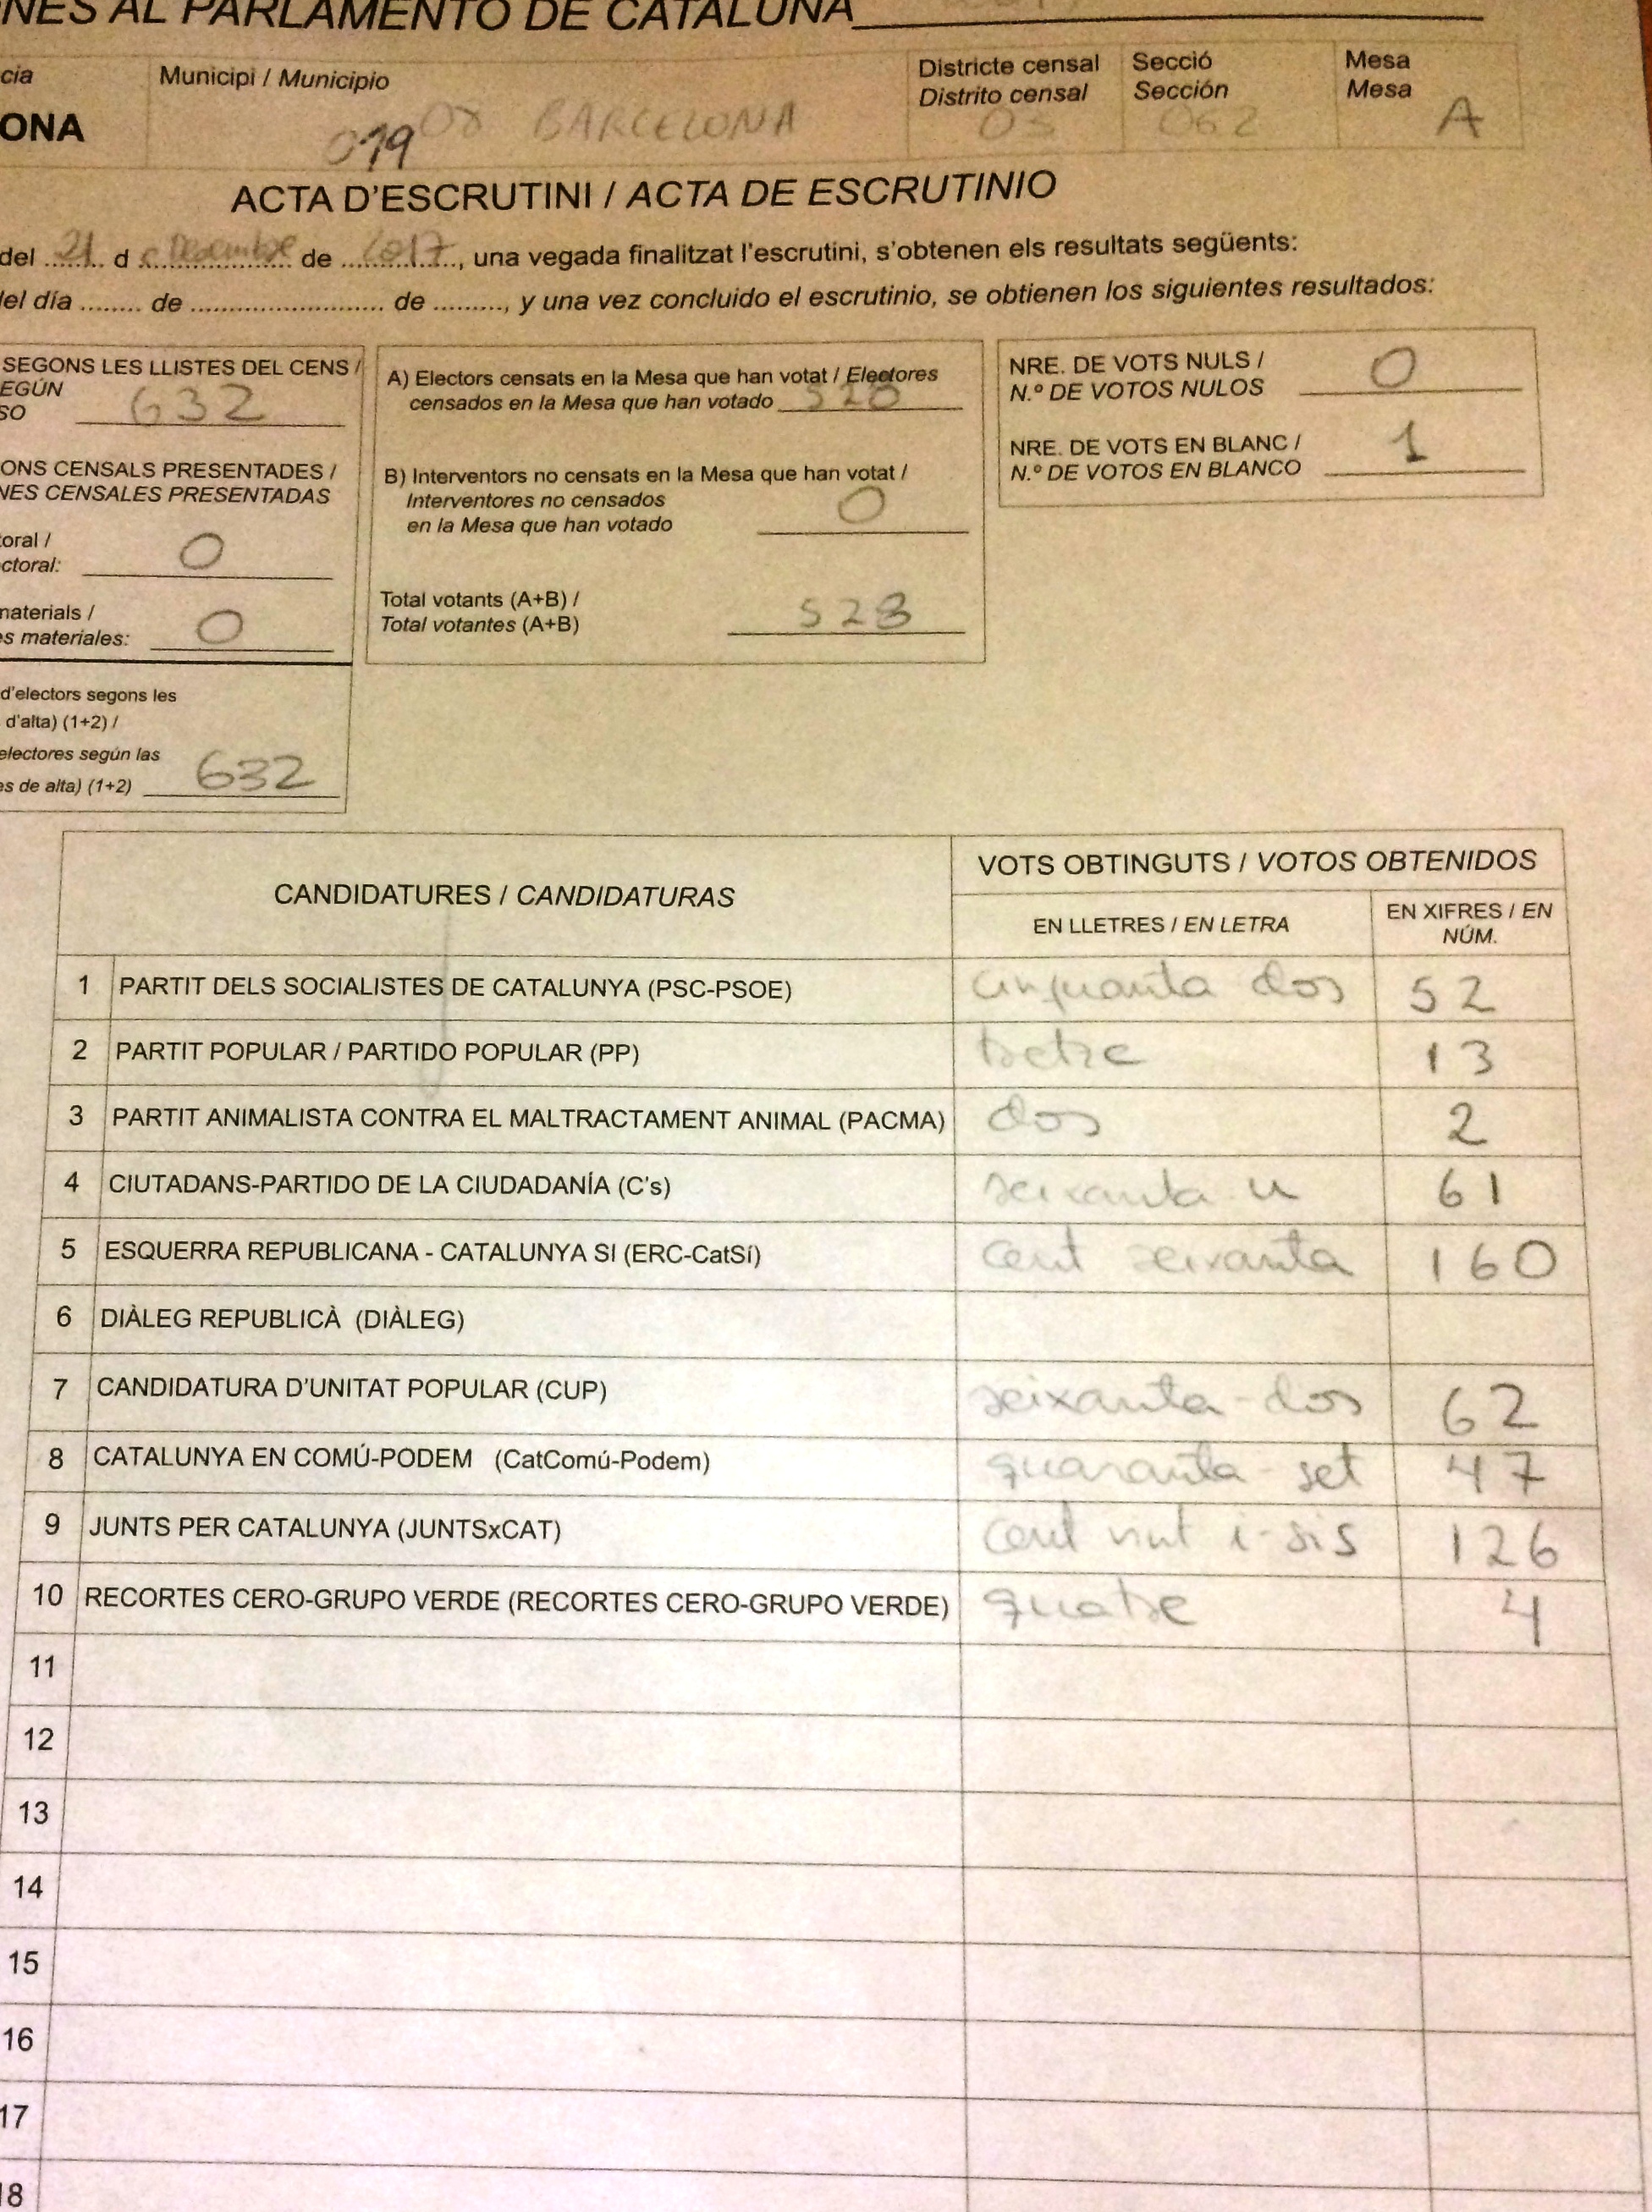 NES AL PARLAMENTO DE CATALUÑA
cia
ONA
Municipi / Municipio
019 08 BARCELONA
Districte censal
Distrito censal
03
Secció
Sección
062
Mesa
Mesa
A
ACTA D'ESCRUTINI / ACTA DE ESCRUTINIO
del 21 d e Desembre de 2017, una vegada finalitzat l'escrutini, s'obtenen els resultats següents:
el día ........ de ........................ de ........., y una vez concluido el escrutinio, se obtienen los siguientes resultados:
SEGONS LES LLISTES DEL CENS /
EGÚN
SO 632
ONS CENSALS PRESENTADES /
NES CENSALES PRESENTADAS
toral /
ctoral: 0
materials /
es materiales: 0
d'electors segons les
d'alta) (1+2) /
electores según las
es de alta) (1+2) 632
A) Electors censats en la Mesa que han votat / Electores
censados en la Mesa que han votado 528
B) Interventors no censats en la Mesa que han votat /
Interventores no censados
en la Mesa que han votado 0
Total votants (A+B) /
Total votantes (A+B) 528
NRE. DE VOTS NULS /
N.º DE VOTOS NULOS 0
NRE. DE VOTS EN BLANC /
N.º DE VOTOS EN BLANCO 1
CANDIDATURES / CANDIDATURAS
VOTS OBTINGUTS / VOTOS OBTENIDOS
EN LLETRES / EN LETRA
EN XIFRES / EN
NÚM.
1 PARTIT DELS SOCIALISTES DE CATALUNYA (PSC-PSOE) cinquanta dos 52
2 PARTIT POPULAR / PARTIDO POPULAR (PP) tretze 13
3 PARTIT ANIMALISTA CONTRA EL MALTRACTAMENT ANIMAL (PACMA) dos 2
4 CIUTADANS-PARTIDO DE LA CIUDADANÍA (C's) seixanta-u 61
5 ESQUERRA REPUBLICANA - CATALUNYA SI (ERC-CatSí) cent seixanta 160
6 DIÀLEG REPUBLICÀ (DIÀLEG)
7 CANDIDATURA D'UNITAT POPULAR (CUP) seixanta-dos 62
8 CATALUNYA EN COMÚ-PODEM (CatComú-Podem) quaranta-set 47
9 JUNTS PER CATALUNYA (JUNTSxCAT) cent vint i-sis 126
10 RECORTES CERO-GRUPO VERDE (RECORTES CERO-GRUPO VERDE) quatre 4
11
12
13
14
15
16
17
18